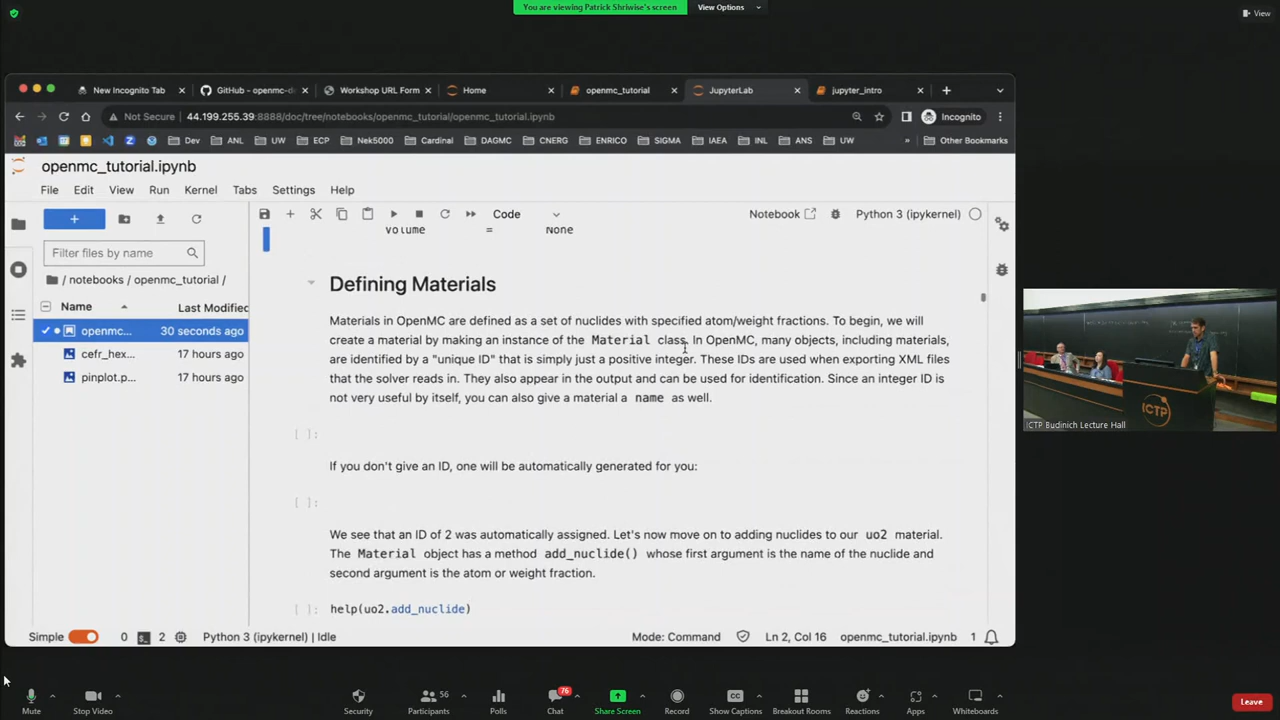 You are viewing Patrick Shriwise's screen
View Options
View
New Incognito Tab
GitHub - openmc-d
Workshop URL Form
Home
openmc_tutorial
JupyterLab
jupyter_intro
Not Secure
44.199.255.39:8888/doc/tree/notebooks/openmc_tutorial/openmc_tutorial.ipynb
Incognito
Dev
ANL
UW
ECP
Nek5000
Cardinal
DAGMC
CNERG
ENRICO
SIGMA
IAEA
INL
ANS
UW
»
Other Bookmarks
openmc_tutorial.ipynb
File Edit View Run Kernel Tabs Settings Help
Code
Notebook
Python 3 (ipykernel)
Volume = None
Filter files by name
/ notebooks / openmc_tutorial /
Name Last Modified
openmc... 30 seconds ago
cefr_hex... 17 hours ago
pinplot.p... 17 hours ago
Defining Materials
Materials in OpenMC are defined as a set of nuclides with specified atom/weight fractions. To begin, we will
create a material by making an instance of the Material class. In OpenMC, many objects, including materials,
are identified by a "unique ID" that is simply just a positive integer. These IDs are used when exporting XML files
that the solver reads in. They also appear in the output and can be used for identification. Since an integer ID is
not very useful by itself, you can also give a material a name as well.
[ ]:
If you don't give an ID, one will be automatically generated for you:
[ ]:
We see that an ID of 2 was automatically assigned. Let's now move on to adding nuclides to our uo2 material.
The Material object has a method add_nuclide() whose first argument is the name of the nuclide and
second argument is the atom or weight fraction.
[ ]: help(uo2.add_nuclide)
Simple 0 2 Python 3 (ipykernel) | Idle
Mode: Command
Ln 2, Col 16
openmc_tutorial.ipynb
1
ICTP
ICTP Budinich Lecture Hall
Mute
Stop Video
Security
56
Participants
Polls
76
Chat
Share Screen
Record
CC
Show Captions
Breakout Rooms
Reactions
Apps
Whiteboards
Leave